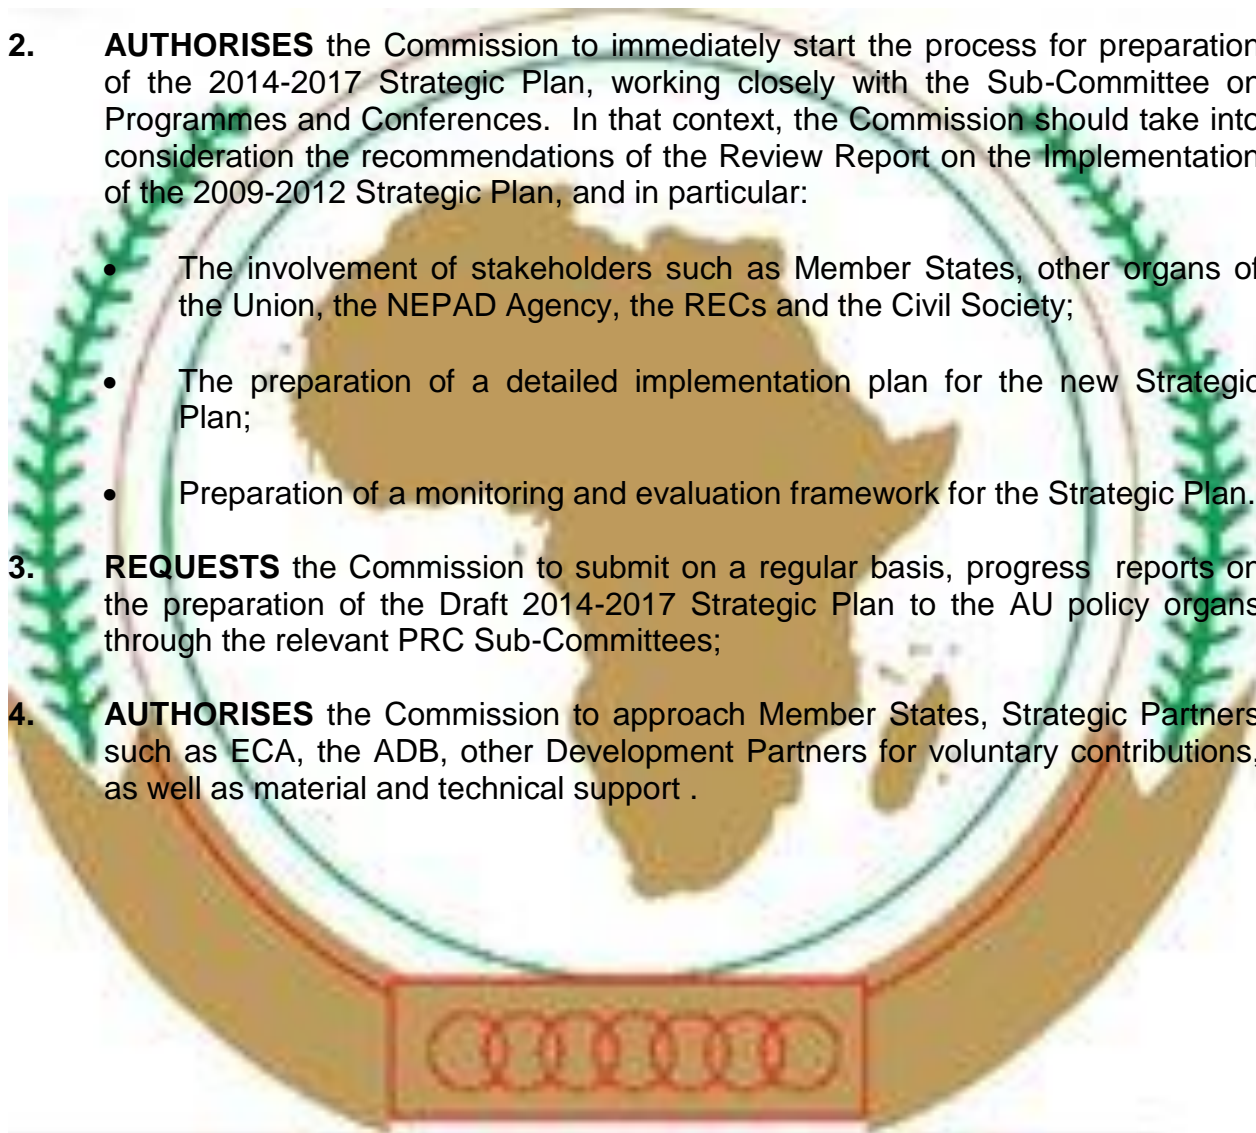 2. AUTHORISES the Commission to immediately start the process for preparation
of the 2014-2017 Strategic Plan, working closely with the Sub-Committee on
Programmes and Conferences. In that context, the Commission should take into
consideration the recommendations of the Review Report on the Implementation
of the 2009-2012 Strategic Plan, and in particular:
• The involvement of stakeholders such as Member States, other organs of
the Union, the NEPAD Agency, the RECs and the Civil Society;
• The preparation of a detailed implementation plan for the new Strategic
Plan;
• Preparation of a monitoring and evaluation framework for the Strategic Plan.
3. REQUESTS the Commission to submit on a regular basis, progress reports on
the preparation of the Draft 2014-2017 Strategic Plan to the AU policy organs
through the relevant PRC Sub-Committees;
4. AUTHORISES the Commission to approach Member States, Strategic Partners
such as ECA, the ADB, other Development Partners for voluntary contributions,
as well as material and technical support .